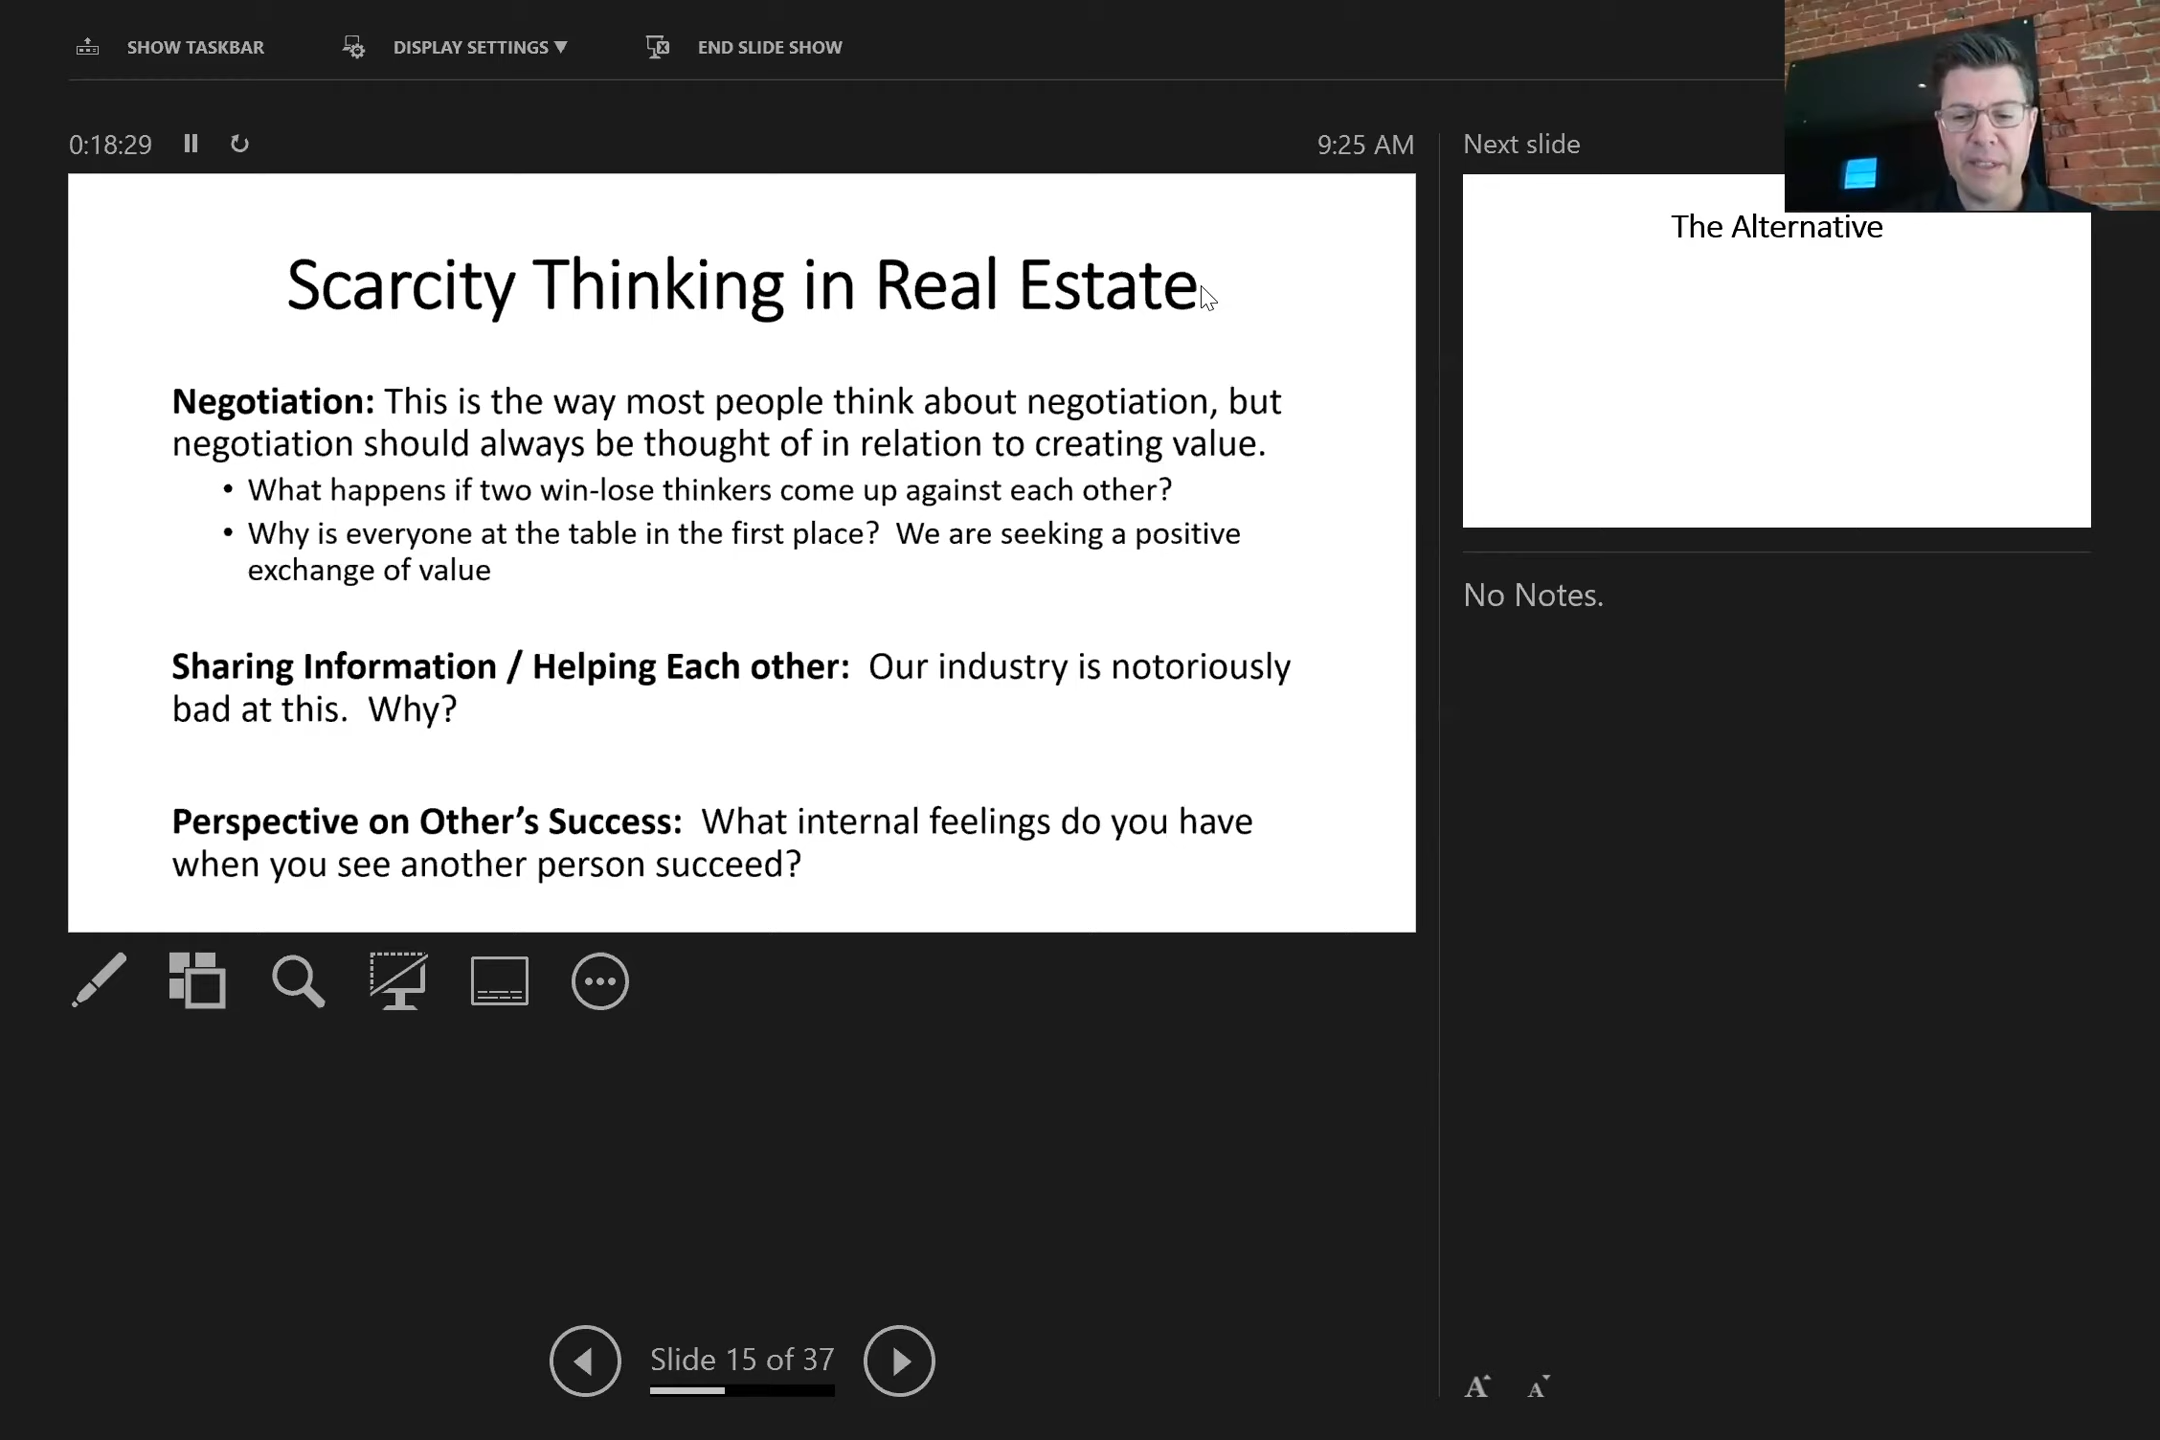 SHOW TASKBAR
DISPLAY SETTINGS ▼
END SLIDE SHOW
0:18:29
9:25 AM
Next slide
Scarcity Thinking in Real Estate
Negotiation: This is the way most people think about negotiation, but
negotiation should always be thought of in relation to creating value.
• What happens if two win-lose thinkers come up against each other?
• Why is everyone at the table in the first place?  We are seeking a positive
exchange of value
Sharing Information / Helping Each other:  Our industry is notoriously
bad at this.  Why?
Perspective on Other’s Success:  What internal feelings do you have
when you see another person succeed?
The Alternative
No Notes.
Slide 15 of 37
A A